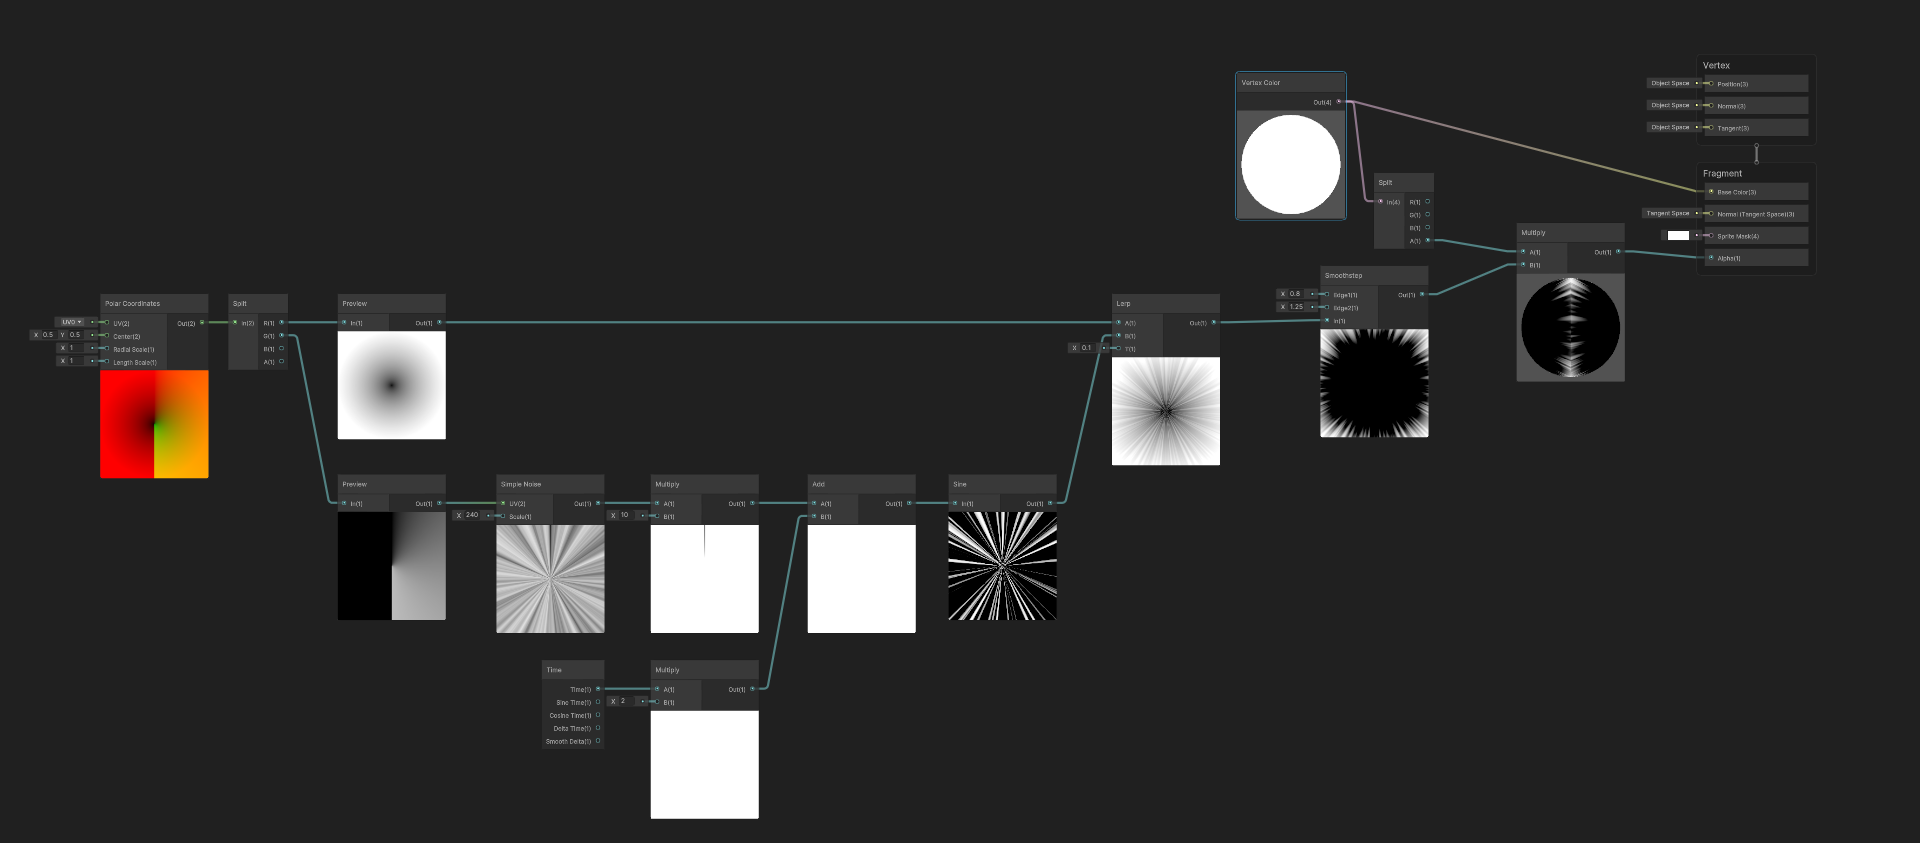 Vertex
Object Space
Position(3)
Object Space
Normal(3)
Object Space
Tangent(3)
Fragment
Base Color(3)
Tangent Space
Normal (Tangent Space)(3)
Sprite Mask(4)
Alpha(1)
Vertex Color
Out(4)
Split
In(4)
R(1)
G(1)
B(1)
A(1)
Multiply
A(1)
Out(1)
B(1)
Smoothstep
X 0.8
Edge1(1)
Out(1)
X 1.25
Edge2(1)
In(1)
Polar Coordinates
UV0
UV(2)
Out(2)
X 0.5 Y 0.5
Center(2)
X 1
Radial Scale(1)
X 1
Length Scale(1)
Split
In(2)
R(1)
G(1)
B(1)
A(1)
Preview
In(1)
Out(1)
Lerp
A(1)
Out(1)
B(1)
X 0.1
T(1)
Preview
In(1)
Out(1)
Simple Noise
UV(2)
Out(1)
X 240
Scale(1)
Multiply
A(1)
Out(1)
X 10
B(1)
Add
A(1)
Out(1)
B(1)
Sine
In(1)
Out(1)
Time
Time(1)
Sine Time(1)
Cosine Time(1)
Delta Time(1)
Smooth Delta(1)
Multiply
A(1)
Out(1)
X 2
B(1)